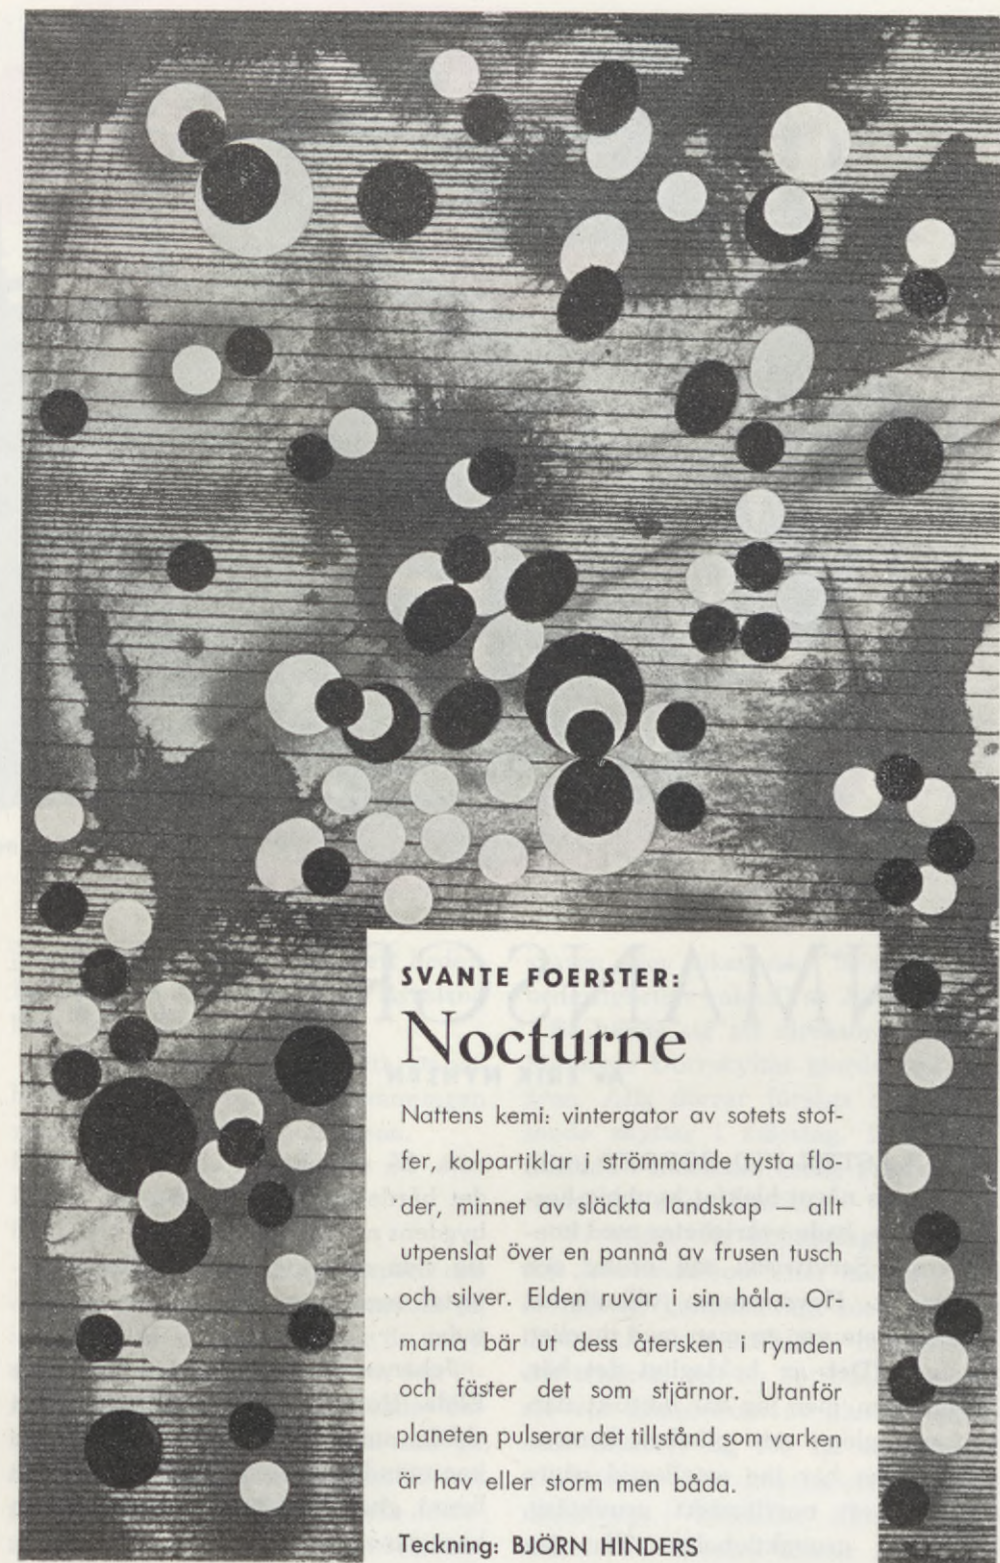 SVANTE FOERSTER:
Nocturne
Nattens kemi: vintergator av sotets stof-
fer, kolpartiklar i strömmande tysta flo-
der, minnet av släckta landskap — allt
utpenslat över en pannå av frusen tusch
och silver. Elden ruvar i sin håla. Or-
marna bär ut dess återsken i rymden
och fäster det som stjärnor. Utanför
planeten pulserar det tillstånd som varken
är hav eller storm men båda.
Teckning: BJÖRN HINDERS